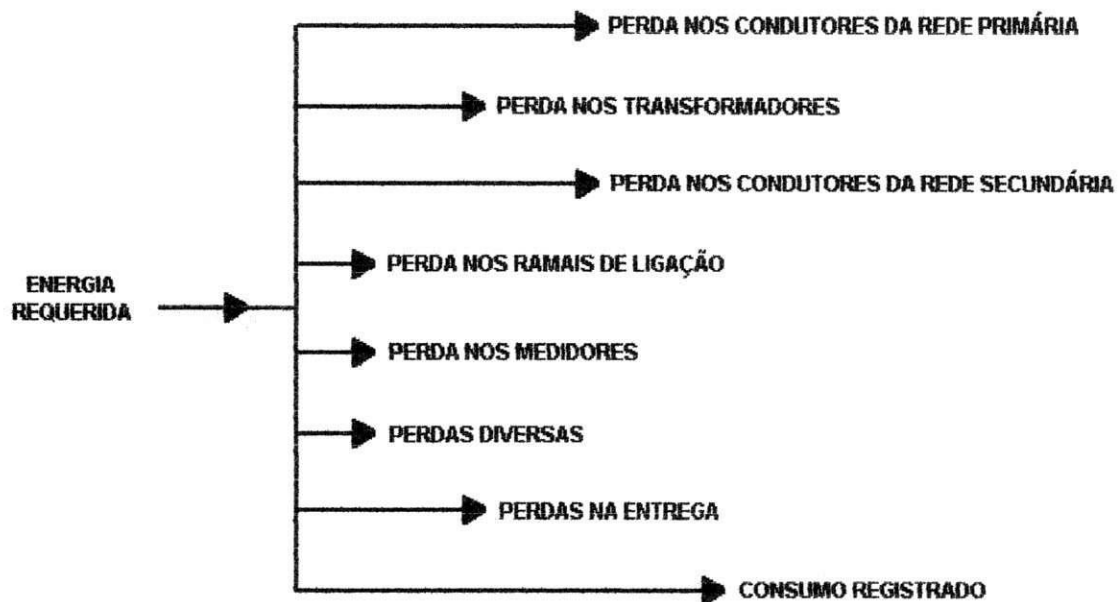 PERDA NOS CONDUTORES DA REDE PRIMÁRIA
PERDA NOS TRANSFORMADORES
PERDA NOS CONDUTORES DA REDE SECUNDÁRIA
PERDA NOS RAMAIS DE LIGAÇÃO
ENERGIA
REQUERIDA
PERDA NOS MEDIDORES
PERDAS DIVERSAS
PERDAS NA ENTREGA
CONSUMO REGISTRADO